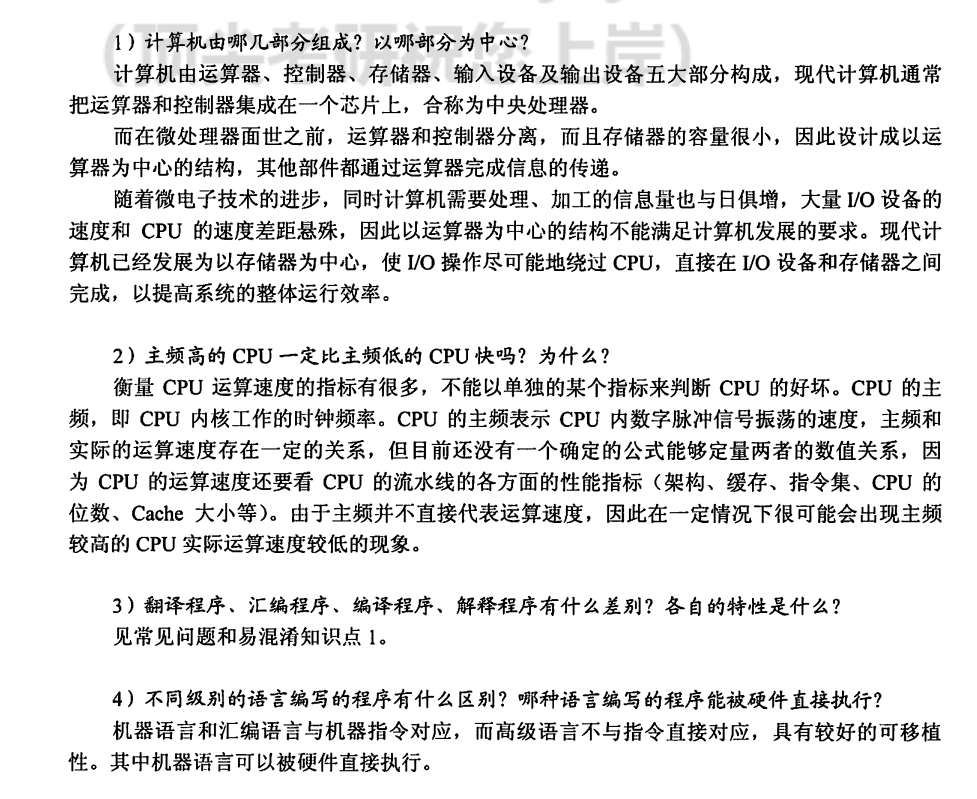 1）计算机由哪几部分组成？以哪部分为中心？
计算机由运算器、控制器、存储器、输入设备及输出设备五大部分构成，现代计算机通常
把运算器和控制器集成在一个芯片上，合称为中央处理器。
而在微处理器面世之前，运算器和控制器分离，而且存储器的容量很小，因此设计成以运
算器为中心的结构，其他部件都通过运算器完成信息的传递。
随着微电子技术的进步，同时计算机需要处理、加工的信息量也与日俱增，大量 I/O 设备的
速度和 CPU 的速度差距悬殊，因此以运算器为中心的结构不能满足计算机发展的要求。现代计
算机已经发展为以存储器为中心，使 I/O 操作尽可能地绕过 CPU，直接在 I/O 设备和存储器之间
完成，以提高系统的整体运行效率。
2）主频高的 CPU 一定比主频低的 CPU 快吗？为什么？
衡量 CPU 运算速度的指标有很多，不能以单独的某个指标来判断 CPU 的好坏。CPU 的主
频，即 CPU 内核工作的时钟频率。CPU 的主频表示 CPU 内数字脉冲信号振荡的速度，主频和
实际的运算速度存在一定的关系，但目前还没有一个确定的公式能够定量两者的数值关系，因
为 CPU 的运算速度还要看 CPU 的流水线的各方面的性能指标（架构、缓存、指令集、CPU 的
位数、Cache 大小等）。由于主频并不直接代表运算速度，因此在一定情况下很可能会出现主频
较高的 CPU 实际运算速度较低的现象。
3）翻译程序、汇编程序、编译程序、解释程序有什么差别？各自的特性是什么？
见常见问题和易混淆知识点 1。
4）不同级别的语言编写的程序有什么区别？哪种语言编写的程序能被硬件直接执行？
机器语言和汇编语言与机器指令对应，而高级语言不与指令直接对应，具有较好的可移植
性。其中机器语言可以被硬件直接执行。